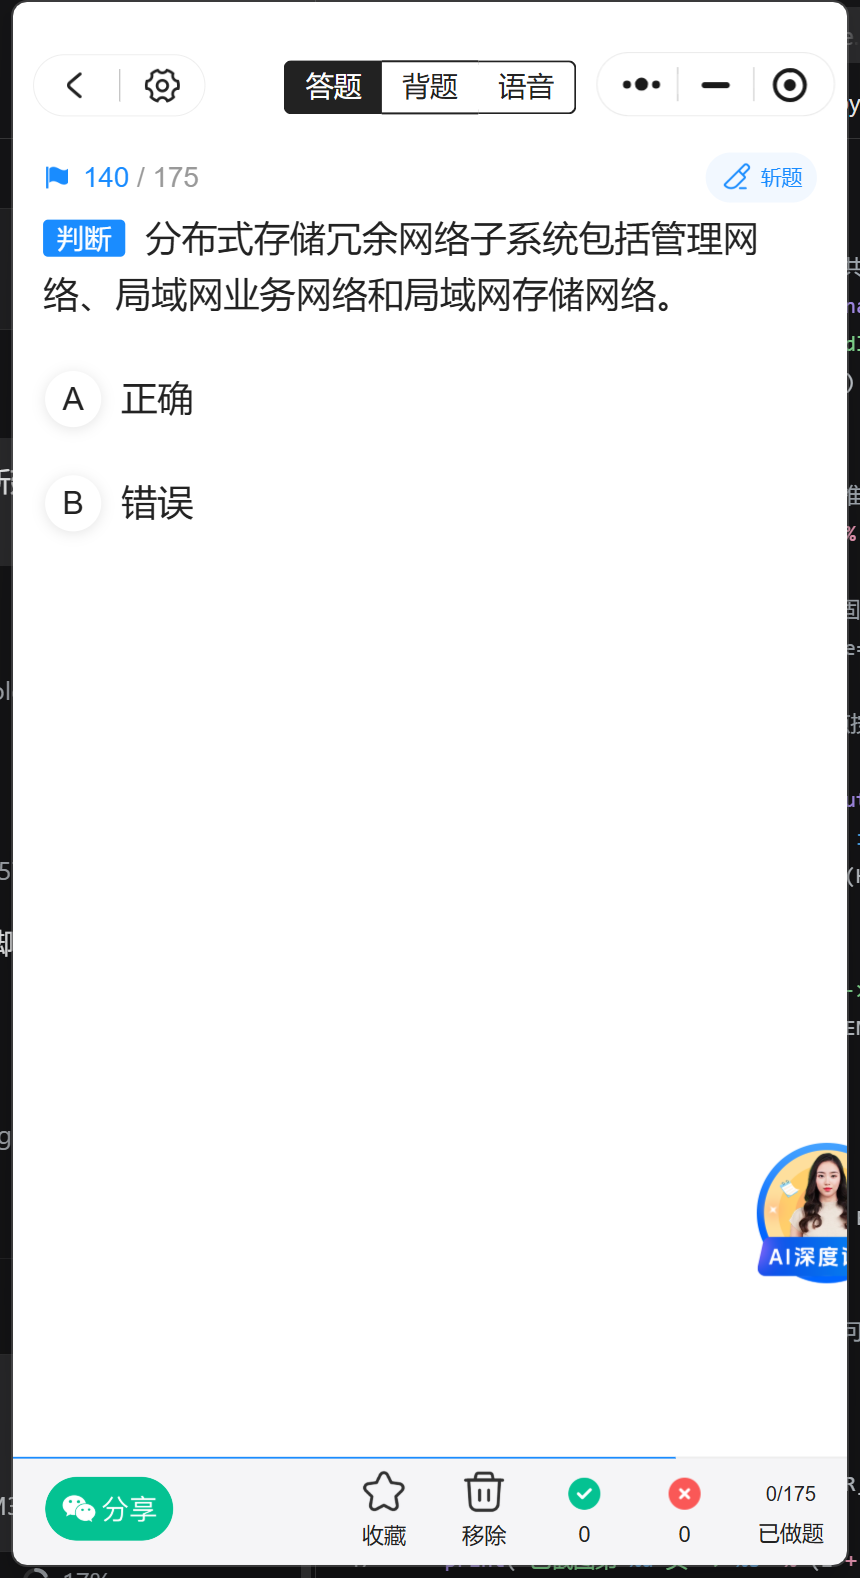 答题 背题 语音
140 / 175
斩题
判断 分布式存储冗余网络子系统包括管理网
络、局域网业务网络和局域网存储网络。
A 正确
B 错误
AI深度
分享
收藏
移除
0
0
0/175
已做题
17%